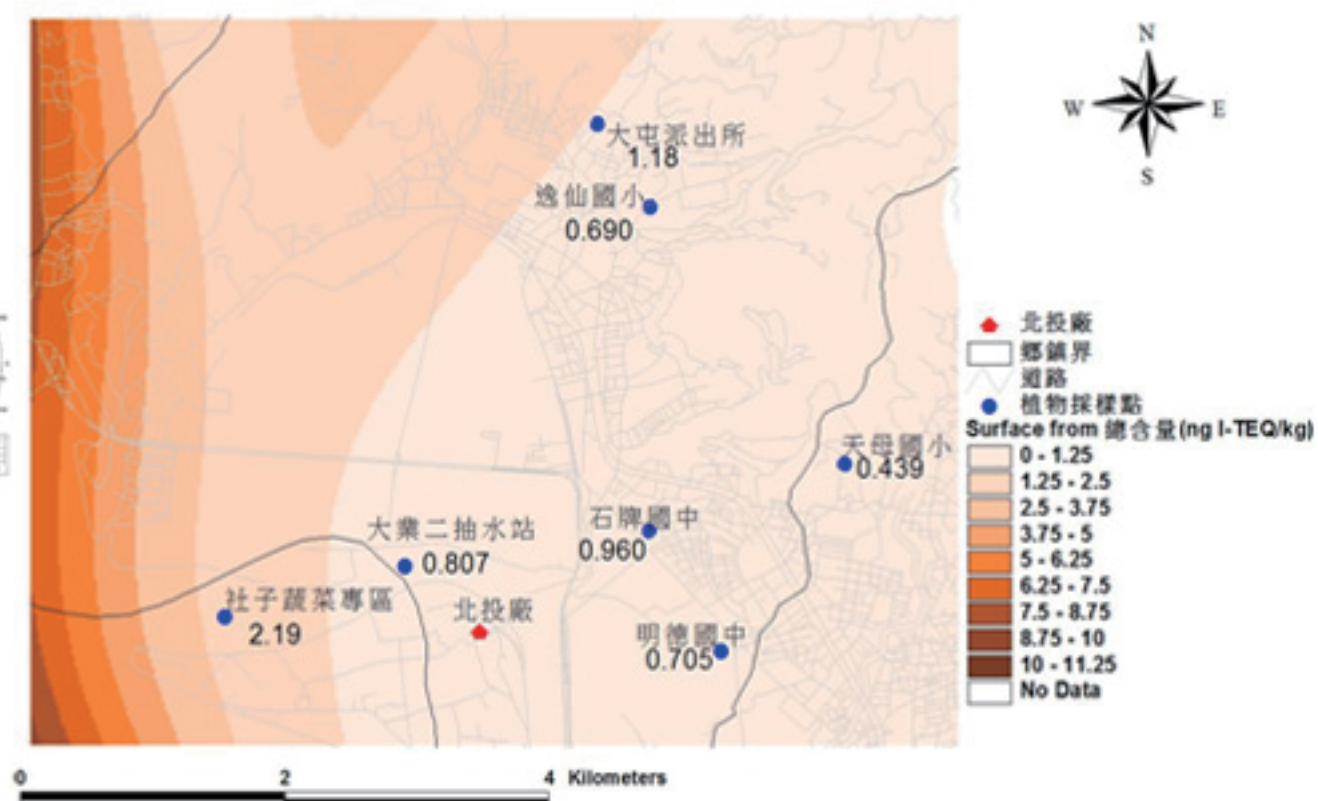 N
W
E
S
大屯派出所
1.18
逸仙國小
0.690
天母國小
0.439
石牌國中
0.960
大業二抽水站
0.807
社子蔬菜專區
2.19
北投廠
明德國中
0.705
北投廠
鄉鎮界
道路
植物採樣點
Surface from 總含量(ng I-TEQ/kg)
0 - 1.25
1.25 - 2.5
2.5 - 3.75
3.75 - 5
5 - 6.25
6.25 - 7.5
7.5 - 8.75
8.75 - 10
10 - 11.25
No Data
0 2 4 Kilometers